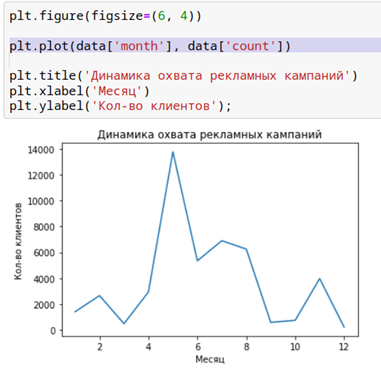 plt.figure(figsize=(6, 4))
plt.plot(data['month'], data['count'])
plt.title('Динамика охвата рекламных кампаний')
plt.xlabel('Месяц')
plt.ylabel('Кол-во клиентов');
Динамика охвата рекламных кампаний
14000
12000
10000
8000
6000
4000
2000
0
Кол-во клиентов
2 4 6 8 10 12
Месяц